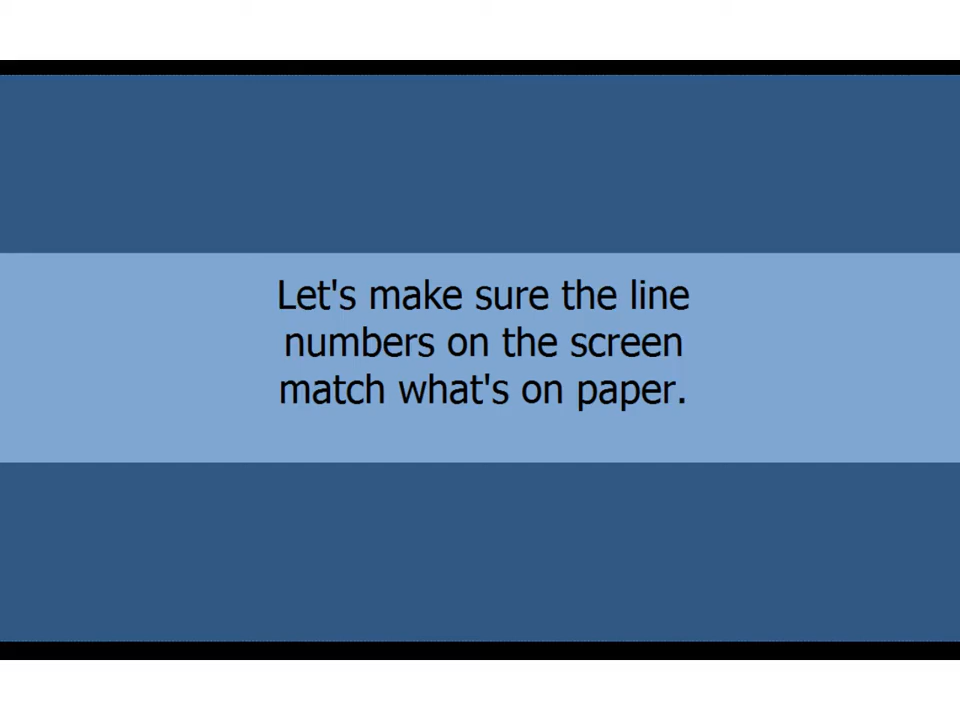 Let's make sure the line
numbers on the screen
match what's on paper.